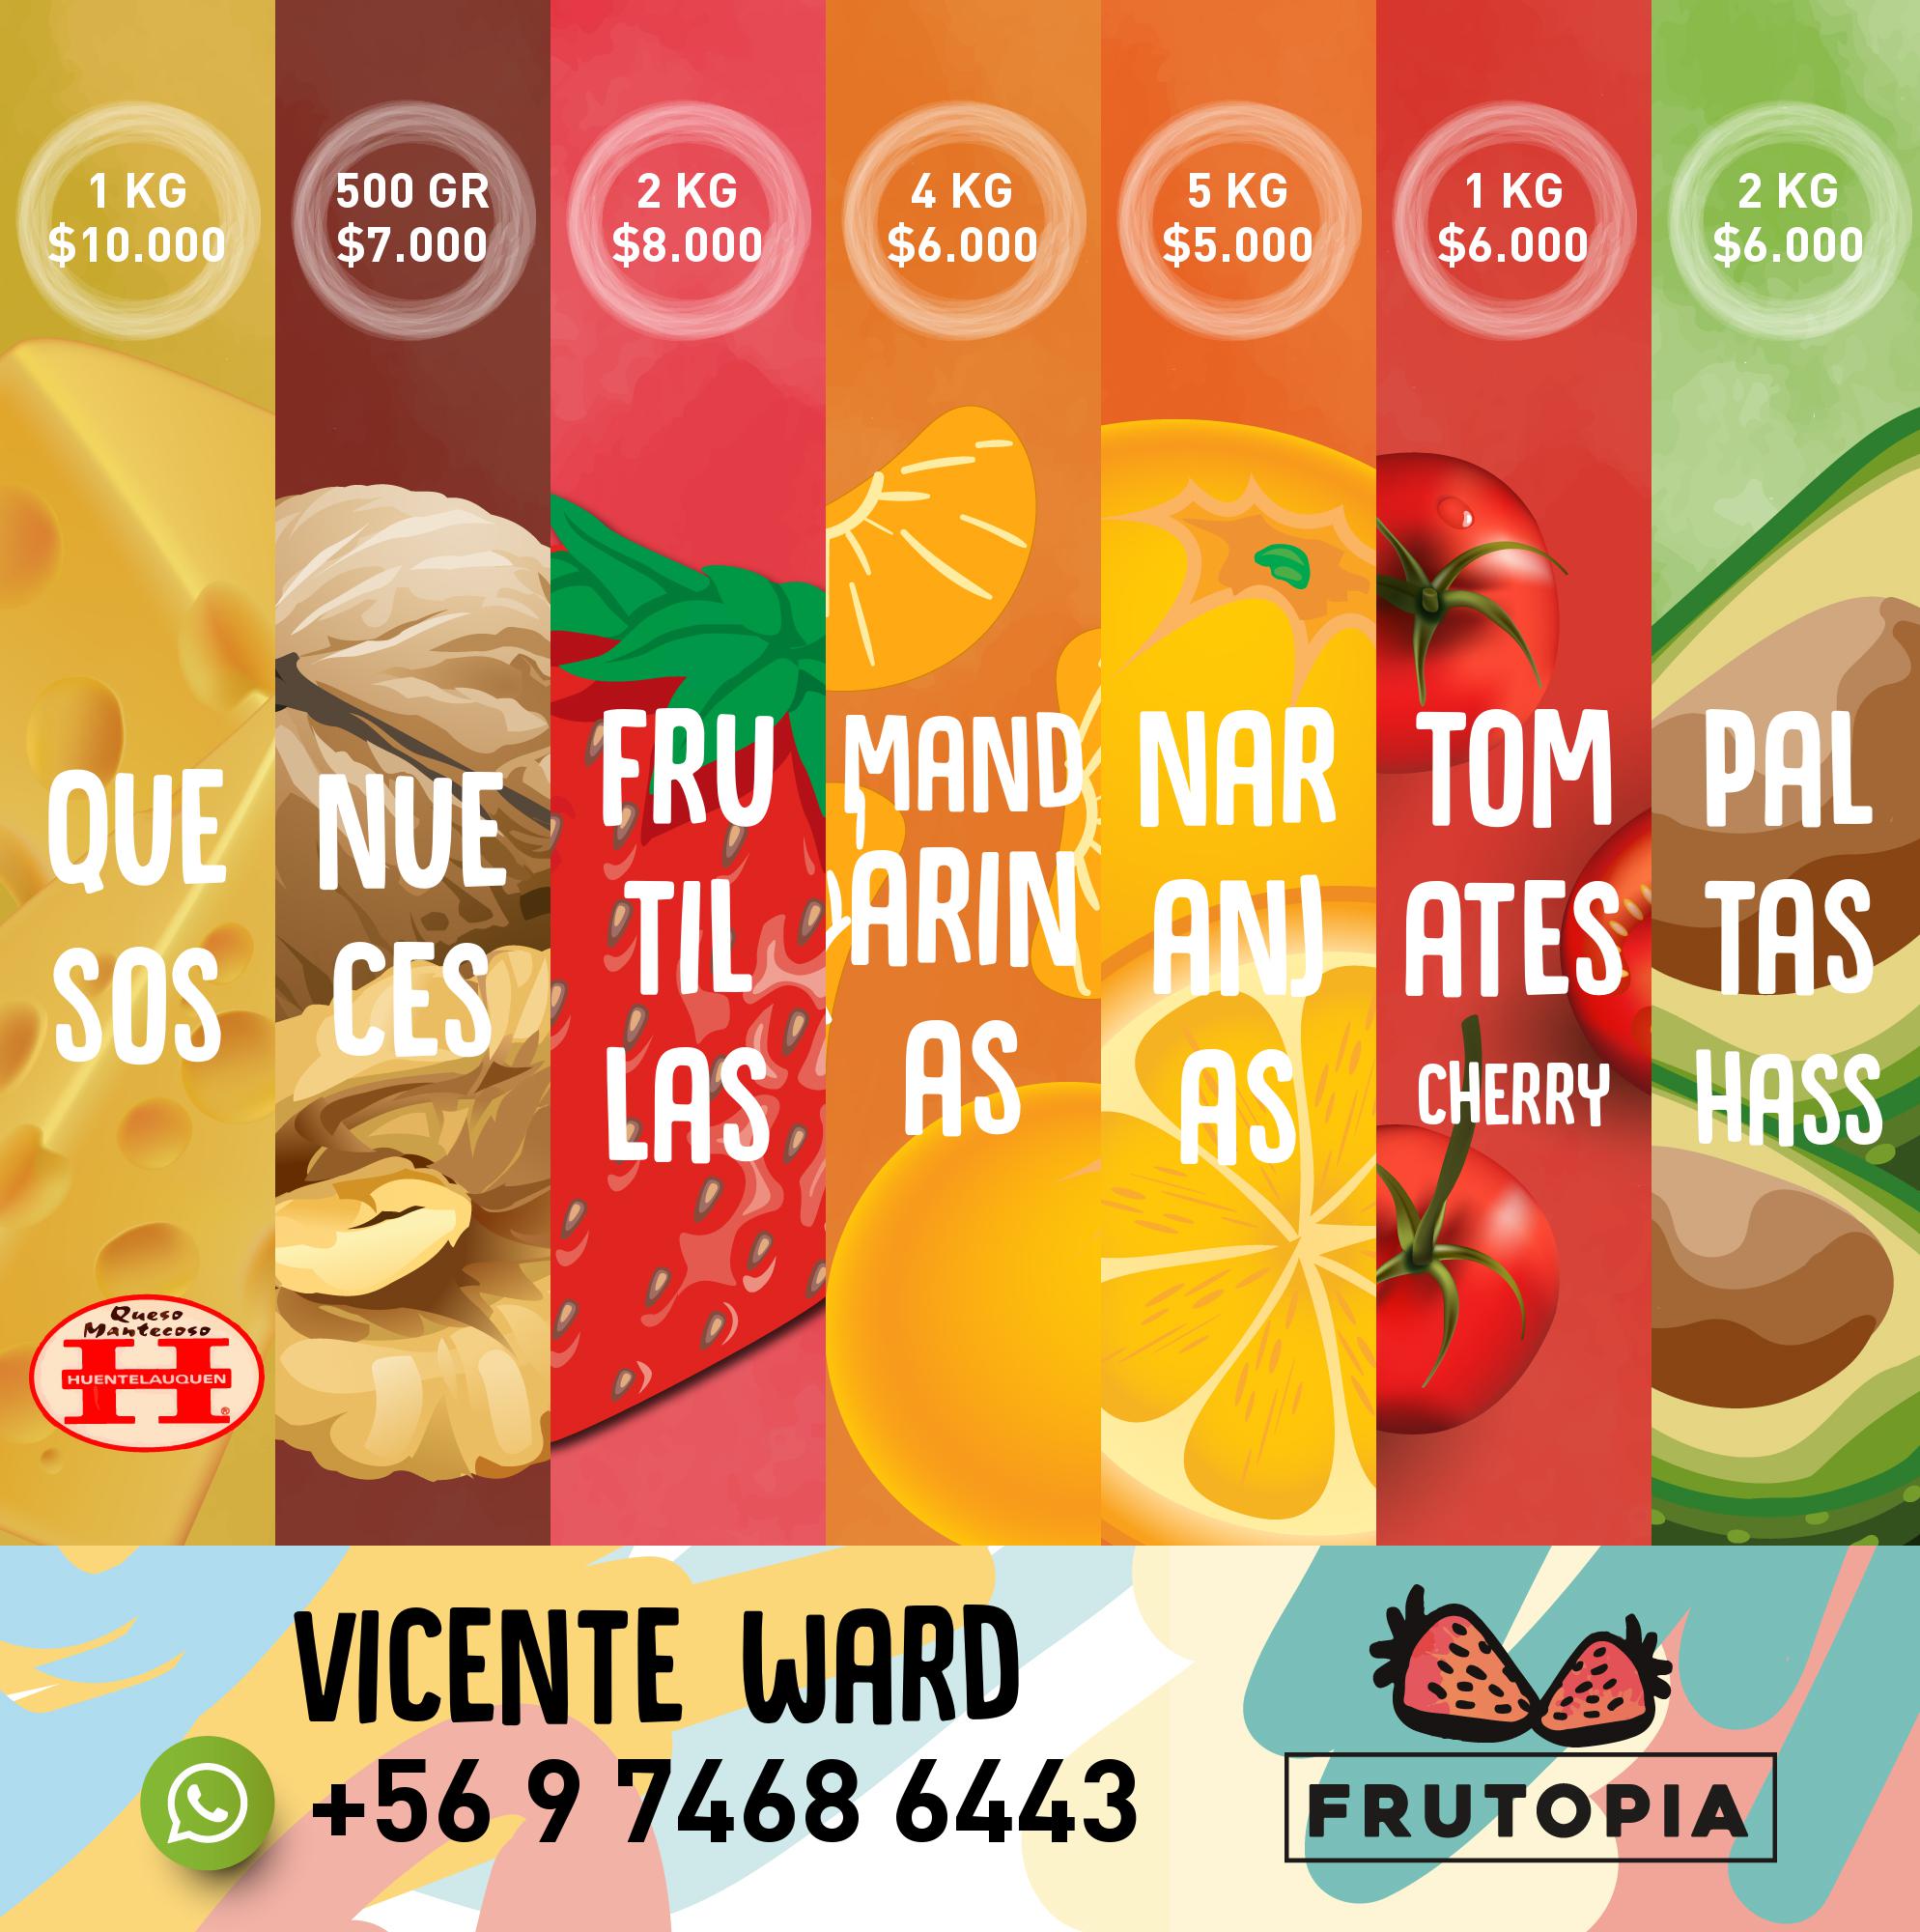 1 KG
$10.000
500 GR
$7.000
2 KG
$8.000
4 KG
$6.000
5 KG
$5.000
1 KG
$6.000
2 KG
$6.000
QUE
SOS
NUE
CES
FRU
TIL
LAS
MAND
ARIN
AS
NAR
ANJ
AS
TOM
ATES
CHERRY
PAL
TAS
HASS
Queso
Mantecoso
H
HUENTELAUQUEN
®
VICENTE WARD
+56 9 7468 6443
FRUTOPIA